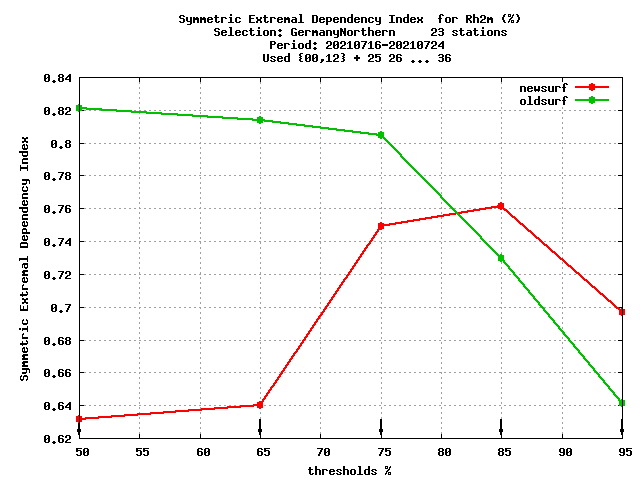 Symmetric Extremal Dependency Index  for Rh2m (%)
Selection: GermanyNorthern     23 stations
Period: 20210716-20210724
Used {00,12} + 25 26 ... 36
newsurf
oldsurf
Symmetric Extremal Dependency Index
0.84
0.82
0.8
0.78
0.76
0.74
0.72
0.7
0.68
0.66
0.64
0.62
50 55 60 65 70 75 80 85 90 95
thresholds %